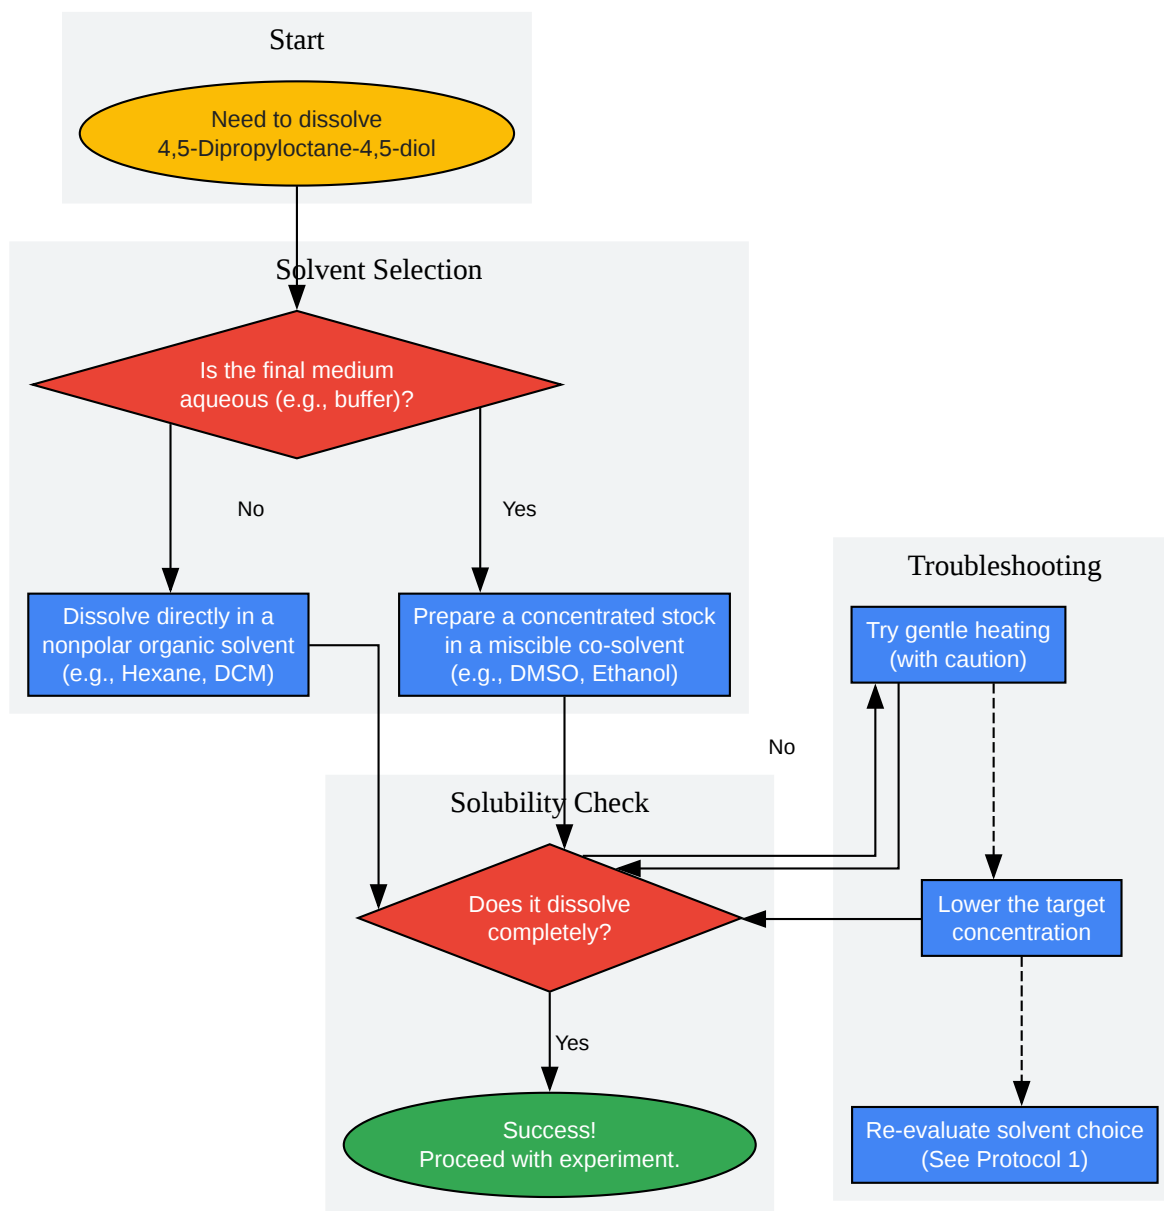 Start
Need to dissolve
4,5-Dipropyloctane-4,5-diol
Solvent Selection
Is the final medium
aqueous (e.g., buffer)?
No
Yes
Dissolve directly in a
nonpolar organic solvent
(e.g., Hexane, DCM)
Prepare a concentrated stock
in a miscible co-solvent
(e.g., DMSO, Ethanol)
Troubleshooting
Try gentle heating
(with caution)
No
Solubility Check
Does it dissolve
completely?
Lower the target
concentration
Yes
Success!
Proceed with experiment.
Re-evaluate solvent choice
(See Protocol 1)